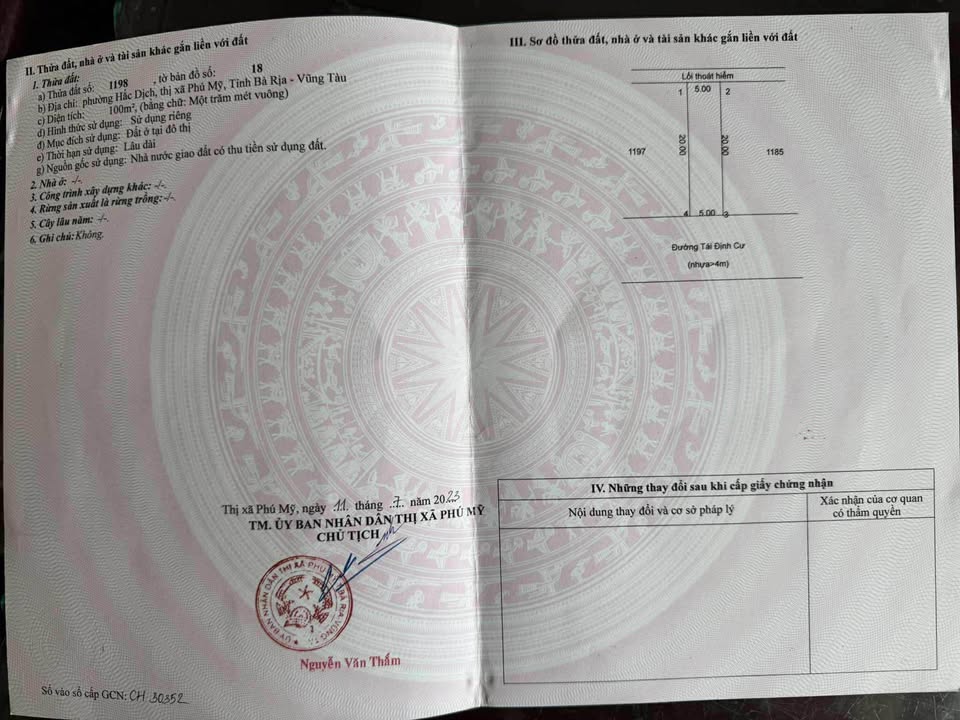 II. Thửa đất, nhà ở và tài sản khác gắn liền với đất
1. Thửa đất:
a) Thửa đất số: 1198 , tờ bản đồ số: 18
b) Địa chỉ: phường Hắc Dịch, thị xã Phú Mỹ, Tỉnh Bà Rịa - Vũng Tàu
c) Diện tích: 100m², (bằng chữ: Một trăm mét vuông)
d) Hình thức sử dụng: Sử dụng riêng
đ) Mục đích sử dụng: Đất ở tại đô thị
e) Thời hạn sử dụng: Lâu dài
g) Nguồn gốc sử dụng: Nhà nước giao đất có thu tiền sử dụng đất.
2. Nhà ở: -/-.
3. Công trình xây dựng khác: -/-.
4. Rừng sản xuất là rừng trồng: -/-.
5. Cây lâu năm: -/-.
6. Ghi chú: Không.
Thị xã Phú Mỹ, ngày 11 tháng 7 năm 2023
TM. ỦY BAN NHÂN DÂN THỊ XÃ PHÚ MỸ
CHỦ TỊCH
Nguyễn Văn Thắm
Số vào sổ cấp GCN: CH 30352
III. Sơ đồ thửa đất, nhà ở và tài sản khác gắn liền với đất
Lối thoát hiểm
1 5.00 2
20.00 20.00
1197 1185
4 5.00 3
Đường Tái Định Cư
(nhựa>4m)
IV. Những thay đổi sau khi cấp giấy chứng nhận
Nội dung thay đổi và cơ sở pháp lý
Xác nhận của cơ quan
có thẩm quyền